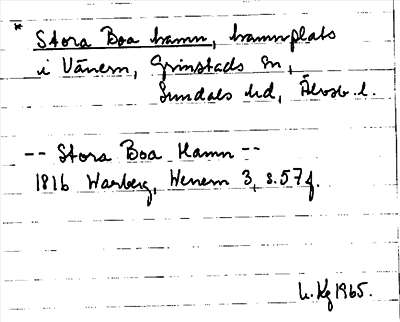 * Stora Boa hamn, hamnplats
i Vänern, Grinstads sn,
Sundals hd, Älvsb. l.
-- Stora Boa Hamn --
1816 Warberg, Wenern 3, s. 57 f.
L. Kg 1965.